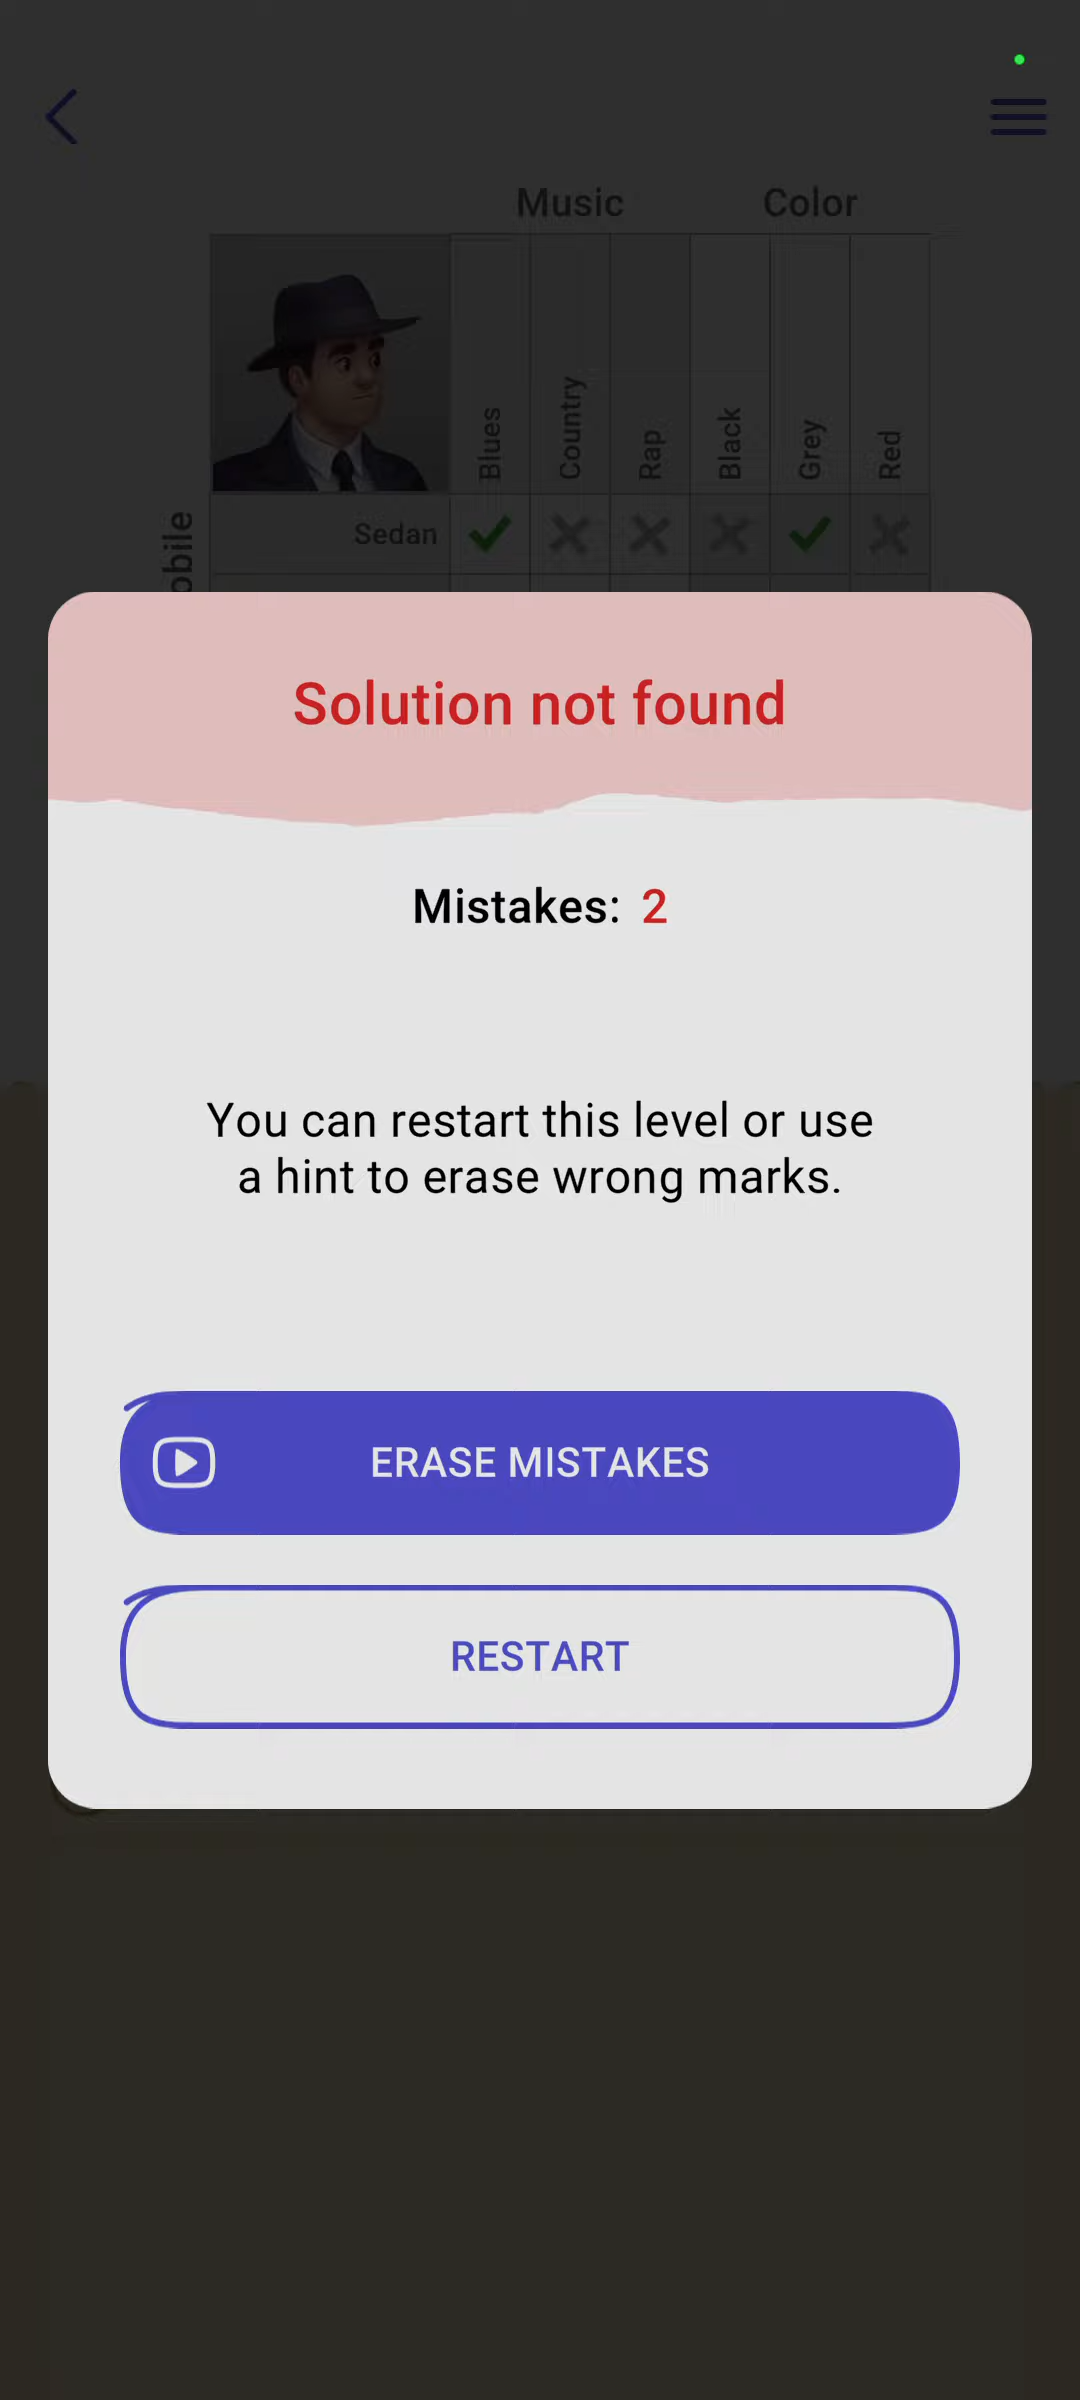 Music Color
Blues
Country
Rap
Black
Grey
Red
Sedan
obile
Solution not found
Mistakes: 2
You can restart this level or use
a hint to erase wrong marks.
ERASE MISTAKES
RESTART